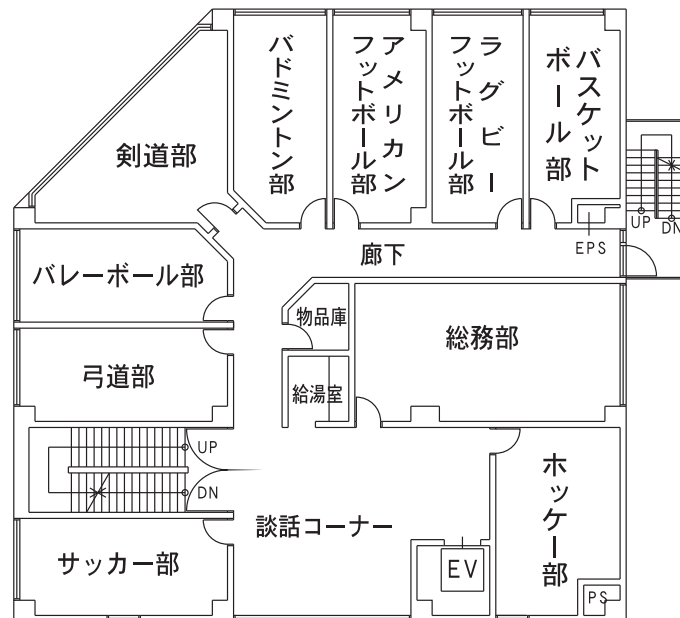 剣道部
バドミントン部
アメリカン
フットボール部
ラグビー
フットボール部
バスケット
ボール部
UP
DN
EPS
廊下
バレーボール部
物品庫
総務部
弓道部
給湯室
UP
DN
ホッケー部
談話コーナー
サッカー部
EV
PS